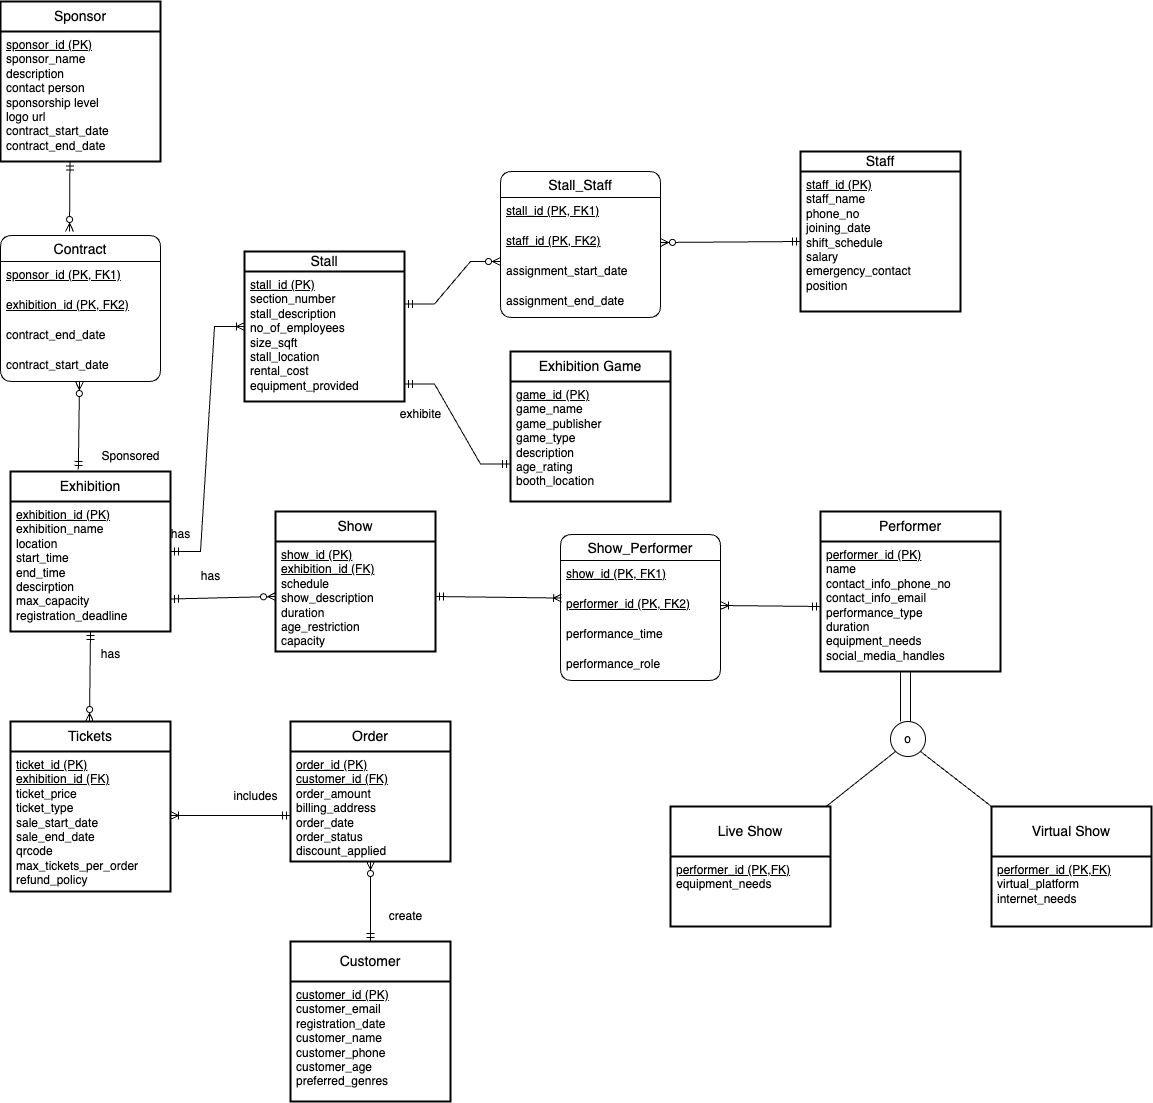 Sponsor
sponsor_id (PK)
sponsor_name
description
contact person
sponsorship level
logo url
contract_start_date
contract_end_date
Contract
sponsor_id (PK, FK1)
exhibition_id (PK, FK2)
contract_end_date
contract_start_date
Sponsored
Exhibition
exhibition_id (PK)
exhibition_name
location
start_time
end_time
descirption
max_capacity
registration_deadline
has
has
has
Stall
stall_id (PK)
section_number
stall_description
no_of_employees
size_sqft
stall_location
rental_cost
equipment_provided
exhibite
Stall_Staff
stall_id (PK, FK1)
staff_id (PK, FK2)
assignment_start_date
assignment_end_date
Staff
staff_id (PK)
staff_name
phone_no
joining_date
shift_schedule
salary
emergency_contact
position
Exhibition Game
game_id (PK)
game_name
game_publisher
game_type
description
age_rating
booth_location
Show
show_id (PK)
exhibition_id (FK)
schedule
show_description
duration
age_restriction
capacity
Show_Performer
show_id (PK, FK1)
performer_id (PK, FK2)
performance_time
performance_role
Performer
performer_id (PK)
name
contact_info_phone_no
contact_info_email
performance_type
duration
equipment_needs
social_media_handles
o
Live Show
performer_id (PK,FK)
equipment_needs
Virtual Show
performer_id (PK,FK)
virtual_platform
internet_needs
Tickets
ticket_id (PK)
exhibition_id (FK)
ticket_price
ticket_type
sale_start_date
sale_end_date
qrcode
max_tickets_per_order
refund_policy
includes
Order
order_id (PK)
customer_id (FK)
order_amount
billing_address
order_date
order_status
discount_applied
create
Customer
customer_id (PK)
customer_email
registration_date
customer_name
customer_phone
customer_age
preferred_genres